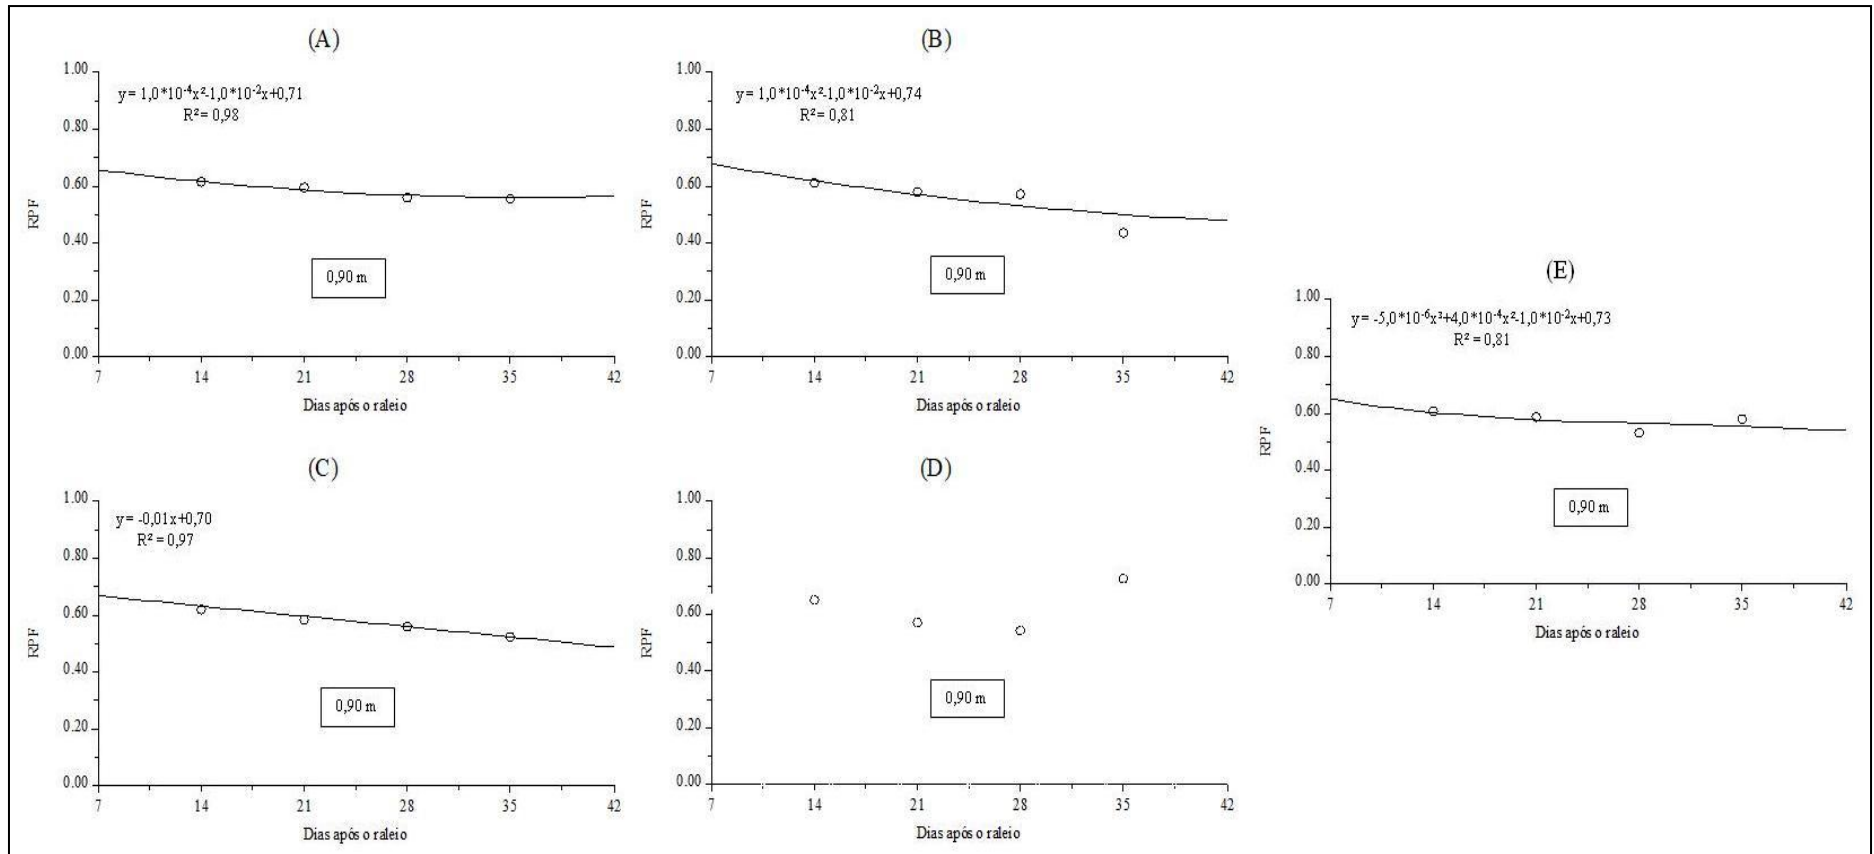 (A)
1.00
0.80
0.60
0.40
0.20
0.00
RPF
y = 1,0*10⁻⁴x²-1,0*10⁻²x+0,71
R² = 0,98
0,90 m
7 14 21 28 35 42
Dias após o raleio
(B)
1.00
0.80
0.60
0.40
0.20
0.00
RPF
y = 1,0*10⁻⁴x²-1,0*10⁻²x+0,74
R² = 0,81
0,90 m
7 14 21 28 35 42
Dias após o raleio
(C)
1.00
0.80
0.60
0.40
0.20
0.00
RPF
y = -0,01x+0,70
R² = 0,97
0,90 m
7 14 21 28 35 42
Dias após o raleio
(D)
1.00
0.80
0.60
0.40
0.20
0.00
RPF
0,90 m
7 14 21 28 35 42
Dias após o raleio
(E)
1.00
0.80
0.60
0.40
0.20
0.00
RPF
y = -5,0*10⁻⁶x³+4,0*10⁻⁴x²-1,0*10⁻²x+0,73
R² = 0,81
0,90 m
7 14 21 28 35 42
Dias após o raleio